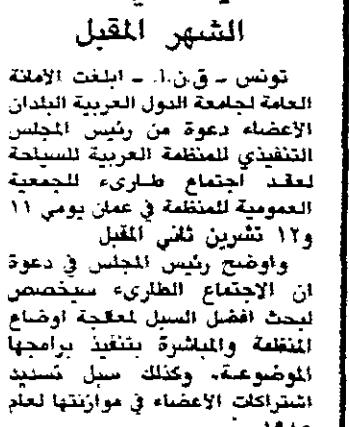 الشهر المقبل
تونس - ق.ن.ا. - ابلغت الامانة
العامة لجامعة الدول العربية البلدان
الأعضاء دعوة من رئيس المجلس
التنفيذي للمنظمة العربية للسياحة
لعقد اجتماع طارىء للجمعية
العمومية للمنظمة في عمان يومي ١١
و١٢ تشرين ثاني المقبل
واوضح رئيس المجلس في دعوة
ان الاجتماع الطارىء سيخصص
لبحث افضل السبل لمعالجة اوضاع
المنظمة والمباشرة بتنفيذ برامجها
الموضوعة، وكذلك سبل تسديد
اشتراكات الأعضاء في موازنتها لعام